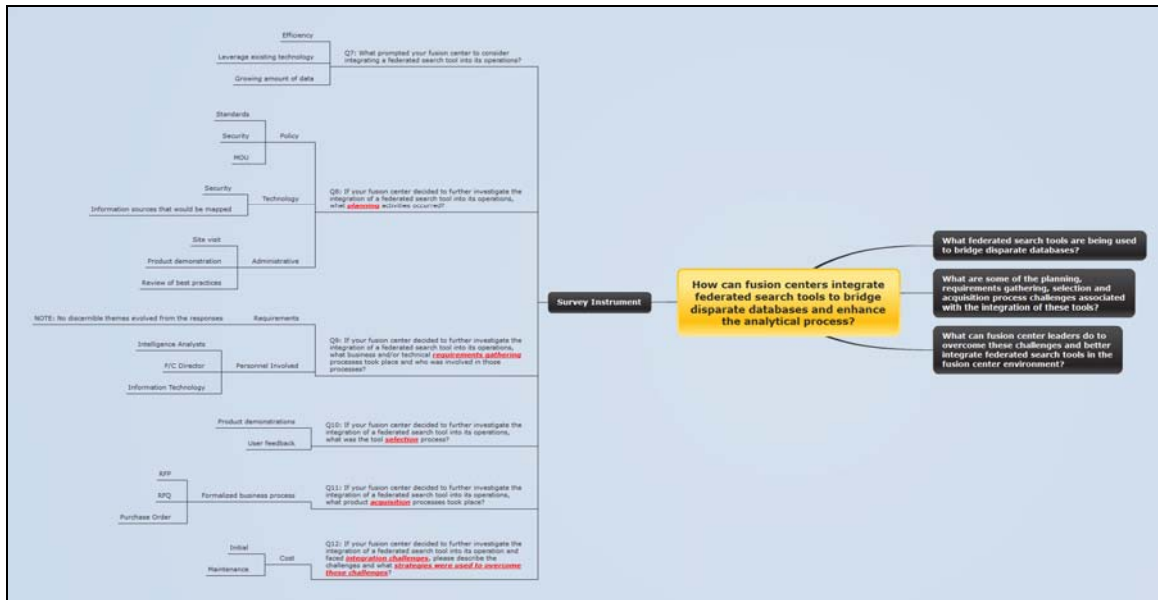 Efficiency
Leverage existing technology
Growing amount of data
Q7: What prompted your fusion center to consider
integrating a federated search tool into its operations?
Standards
Security
MOU
Policy
Security
Information sources that would be mapped
Technology
Site visit
Product demonstration
Review of best practices
Administrative
Q8: If your fusion center decided to further investigate the
integration of a federated search tool into its operations,
what planning activities occurred?
NOTE: No discernible themes evolved from the responses
Requirements
Intelligence Analysts
F/C Director
Information Technology
Personnel Involved
Q9: If your fusion center decided to further investigate the
integration of a federated search tool into its operations,
what business and/or technical requirements gathering
processes took place and who was involved in those
processes?
Product demonstrations
User feedback
Q10: If your fusion center decided to further investigate the
integration of a federated search tool into its operations,
what was the tool selection process?
RFP
RFQ
Purchase Order
Formalized business process
Q11: If your fusion center decided to further investigate the
integration of a federated search tool into its operations,
what product acquisition processes took place?
Initial
Maintenance
Cost
Q12: If your fusion center decided to further investigate the
integration of a federated search tool into its operation and
faced integration challenges, please describe the
challenges and what strategies were used to overcome
these challenges?
Survey Instrument
How can fusion centers integrate
federated search tools to bridge
disparate databases and enhance
the analytical process?
What federated search tools are being used
to bridge disparate databases?
What are some of the planning,
requirements gathering, selection and
acquisition process challenges associated
with the integration of these tools?
What can fusion center leaders do to
overcome these challenges and better
integrate federated search tools in the
fusion center environment?